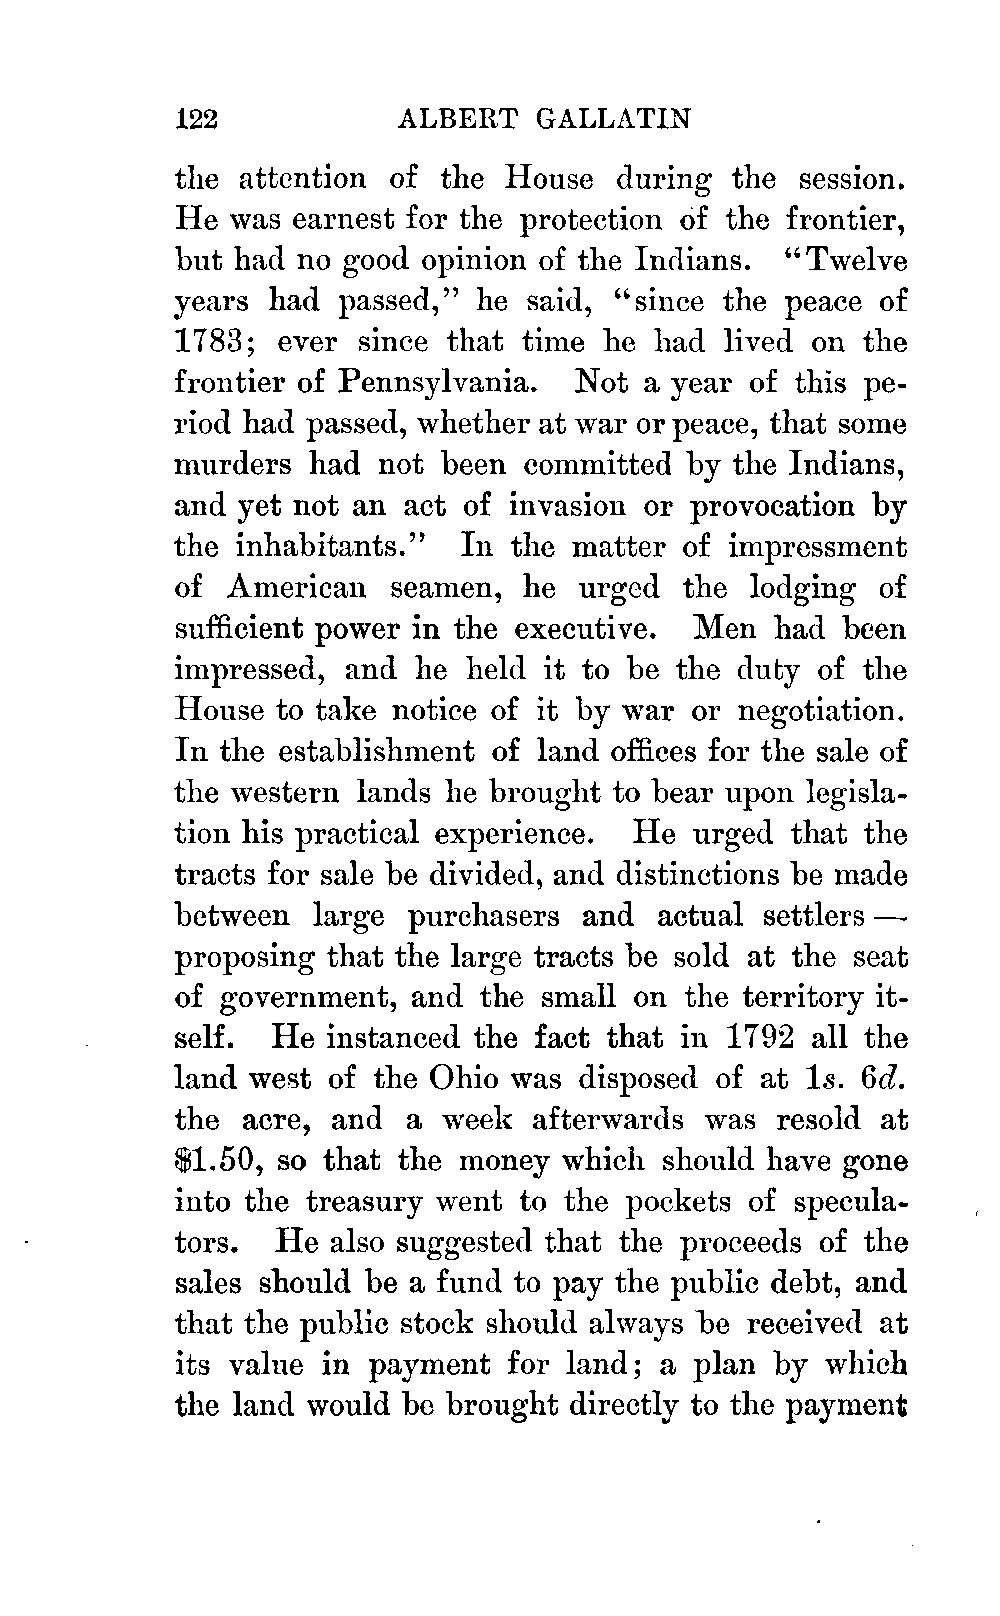 122 ALBERT GALLATIN
the attention of the House during the session.
He was earnest for the protection of the frontier,
but had no good opinion of the Indians. "Twelve
years had passed," he said, "since the peace of
1783; ever since that time he had lived on the
frontier of Pennsylvania. Not a year of this pe-
riod had passed, whether at war or peace, that some
murders had not been committed by the Indians,
and yet not an act of invasion or provocation by
the inhabitants." In the matter of impressment
of American seamen, he urged the lodging of
sufficient power in the executive. Men had been
impressed, and he held it to be the duty of the
House to take notice of it by war or negotiation.
In the establishment of land offices for the sale of
the western lands he brought to bear upon legisla-
tion his practical experience. He urged that the
tracts for sale be divided, and distinctions be made
between large purchasers and actual settlers —
proposing that the large tracts be sold at the seat
of government, and the small on the territory it-
self. He instanced the fact that in 1792 all the
land west of the Ohio was disposed of at 1s. 6d.
the acre, and a week afterwards was resold at
$1.50, so that the money which should have gone
into the treasury went to the pockets of specula-
tors. He also suggested that the proceeds of the
sales should be a fund to pay the public debt, and
that the public stock should always be received at
its value in payment for land; a plan by which
the land would be brought directly to the payment